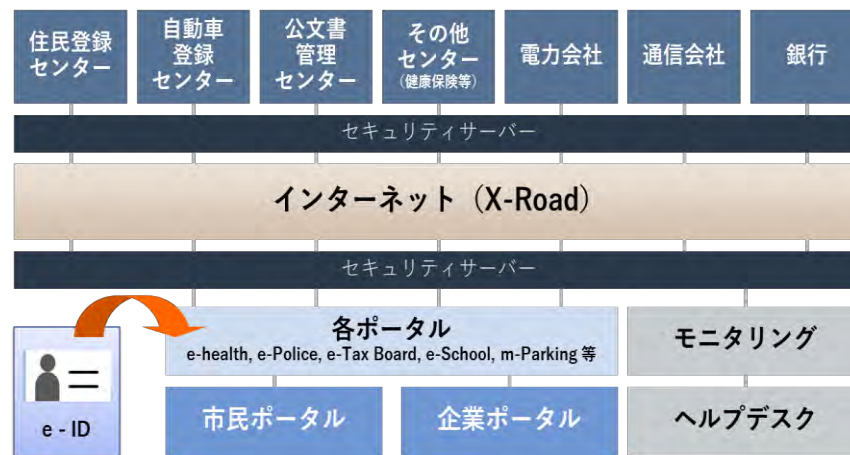 住民登録
センター
自動車
登録
センター
公文書
管理
センター
その他
センター
(健康保険等)
電力会社
通信会社
銀行
セキュリティサーバー
インターネット（X-Road）
セキュリティサーバー
各ポータル
e-health, e-Police, e-Tax Board, e-School, m-Parking 等
モニタリング
e - ID
市民ポータル
企業ポータル
ヘルプデスク